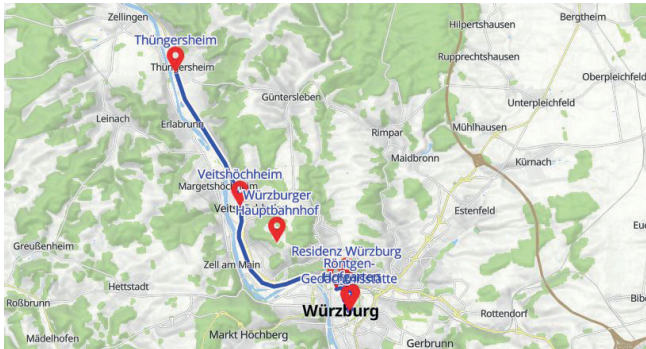 Zellingen
Hilpertshausen
Bergtheim
Thüngersheim
Thüngersheim
Rupprechtshausen
Oberpleichfeld
Güntersleben
Unterpleichfeld
Leinach
Erlabrunn
Rimpar
Mühlhausen
Maidbronn
Kürnach
Veitshöchheim
Margetshöchheim
Würzburger
Hauptbahnhof
Estenfeld
Greußenheim
Residenz Würzburg
Zell am Main
Röntgen-
Hofgarten
Gedächtnisstätte
Hettstadt
Roßbrunn
Würzburg
Rottendorf
Mädelhofen
Markt Höchberg
Gerbrunn